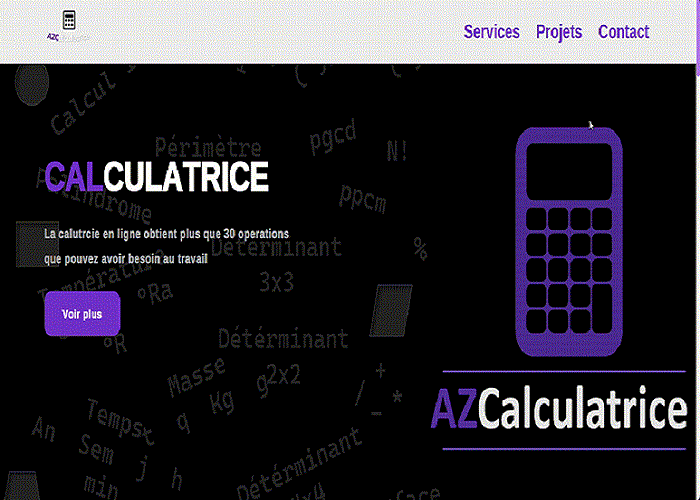 AZC
Services Projets Contact
Calcul
Périmètre
pgcd
N!
CALCULATRICE
ppcm
La calutrcie en ligne obtient plus que 30 operations
Déterminant
%
que pouvez avoir besoin au travail
Température
3x3
°Ra
Voir plus
°R
Déterminant
Masse
g
2x2
+
q
Kg
/
_
*
AZCalculatrice
An
Temps
t
Sem
j
h
min
Détérminant